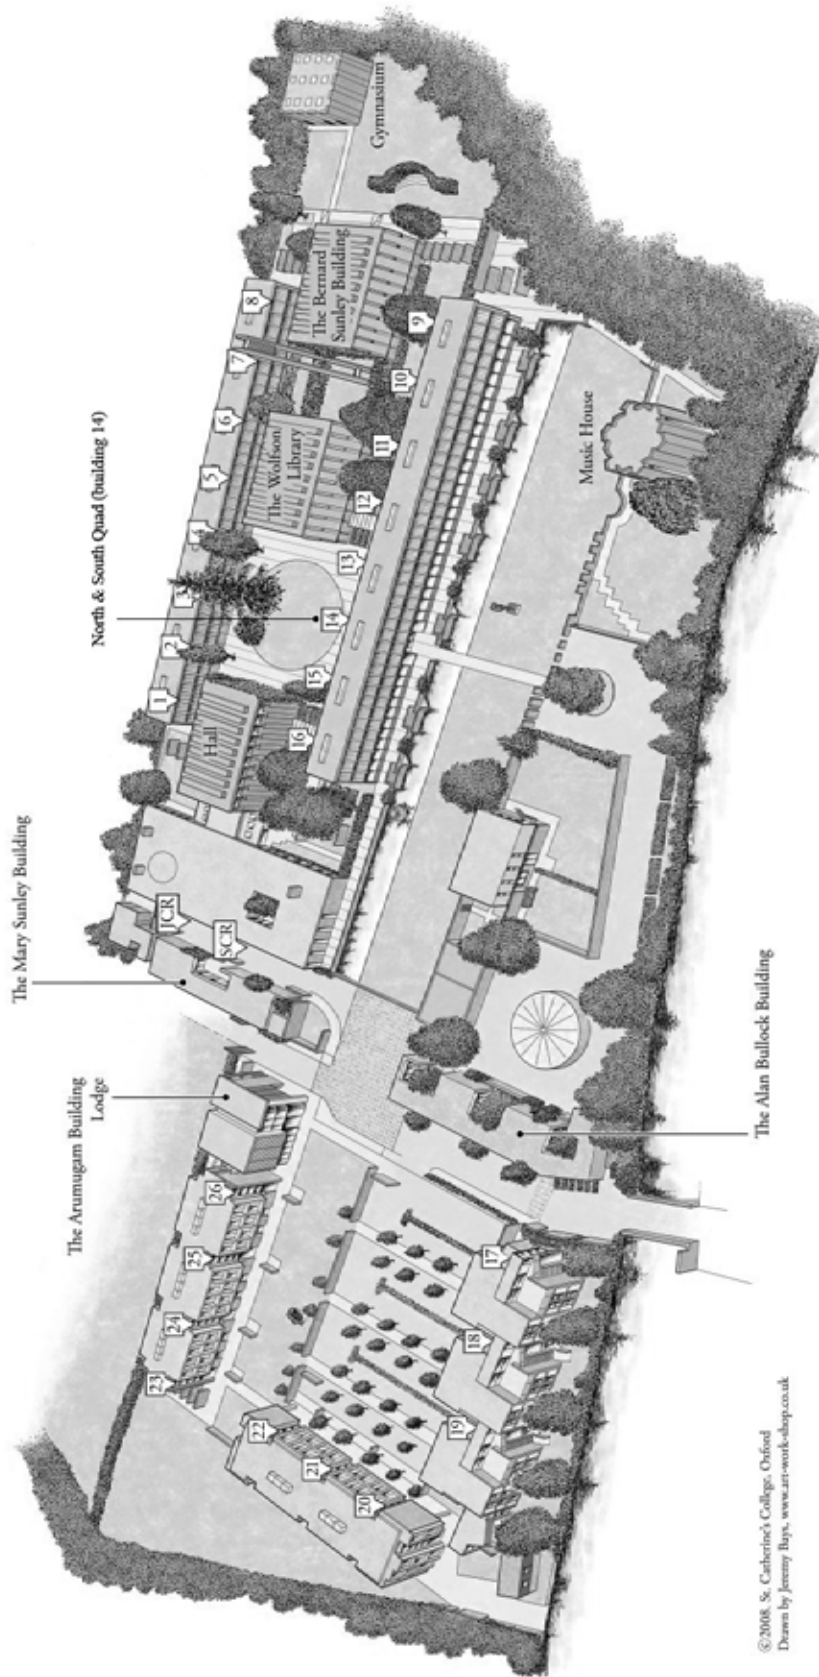 The Mary Sunley Building
The Arumugam Building
Lodge
North & South Quad (building 14)
Gymnasium
The Bernard
Sunley Building
The Wolfson
Library
Hall
Music House
JCR
SCR
The Alan Bullock Building
1
2
4
5
6
7
8
9
10
11
12
13
14
15
16
17
18
19
20
21
22
23
24
25
26
©2008. St. Catherine's College, Oxford
Drawn by Jeremy Bays, www.art-work-shop.co.uk